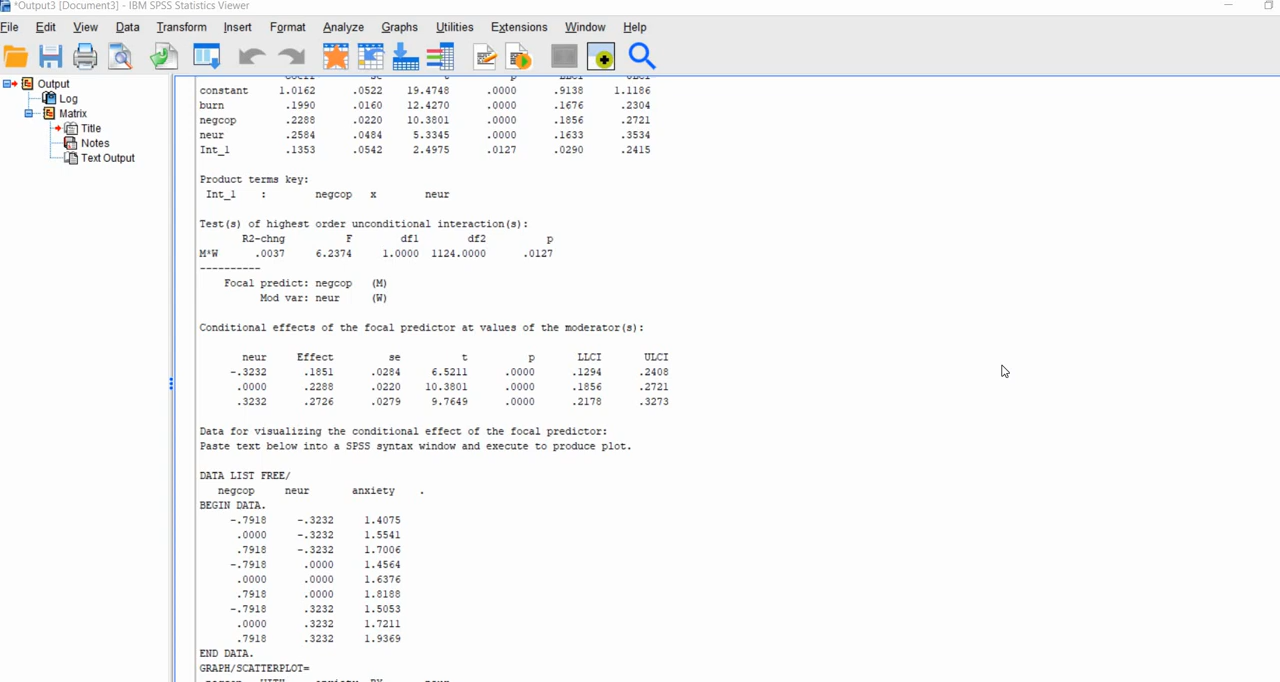 *Output3 [Document3] - IBM SPSS Statistics Viewer
File Edit View Data Transform Insert Format Analyze Graphs Utilities Extensions Window Help
Output
Log
Matrix
Title
Notes
Text Output
coeff se t p LLCI ULCI
constant 1.0162 .0522 19.4748 .0000 .9138 1.1186
burn .1990 .0160 12.4270 .0000 .1676 .2304
negcop .2288 .0220 10.3801 .0000 .1856 .2721
neur .2584 .0484 5.3345 .0000 .1633 .3534
Int_1 .1353 .0542 2.4975 .0127 .0290 .2415
Product terms key:
Int_1 : negcop x neur
Test(s) of highest order unconditional interaction(s):
R2-chng F df1 df2 p
M*W .0037 6.2374 1.0000 1124.0000 .0127
----------
Focal predict: negcop (M)
Mod var: neur (W)
Conditional effects of the focal predictor at values of the moderator(s):
neur Effect se t p LLCI ULCI
-.3232 .1851 .0284 6.5211 .0000 .1294 .2408
.0000 .2288 .0220 10.3801 .0000 .1856 .2721
.3232 .2726 .0279 9.7649 .0000 .2178 .3273
Data for visualizing the conditional effect of the focal predictor:
Paste text below into a SPSS syntax window and execute to produce plot.
DATA LIST FREE/
negcop neur anxiety .
BEGIN DATA.
-.7918 -.3232 1.4075
.0000 -.3232 1.5541
.7918 -.3232 1.7006
-.7918 .0000 1.4564
.0000 .0000 1.6376
.7918 .0000 1.8188
-.7918 .3232 1.5053
.0000 .3232 1.7211
.7918 .3232 1.9369
END DATA.
GRAPH/SCATTERPLOT=
negcop WITH anxiety BY neur